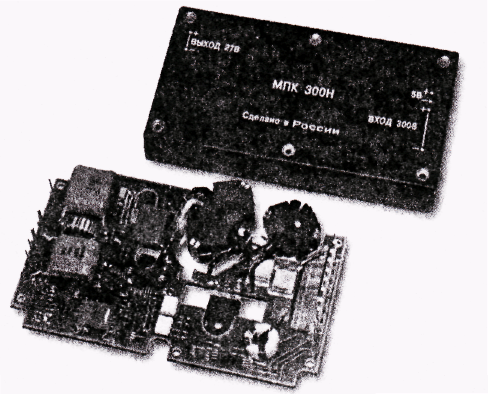 ВЫХОД 27В
МПК 300Н
5В
ВХОД 300В
Сделано в России